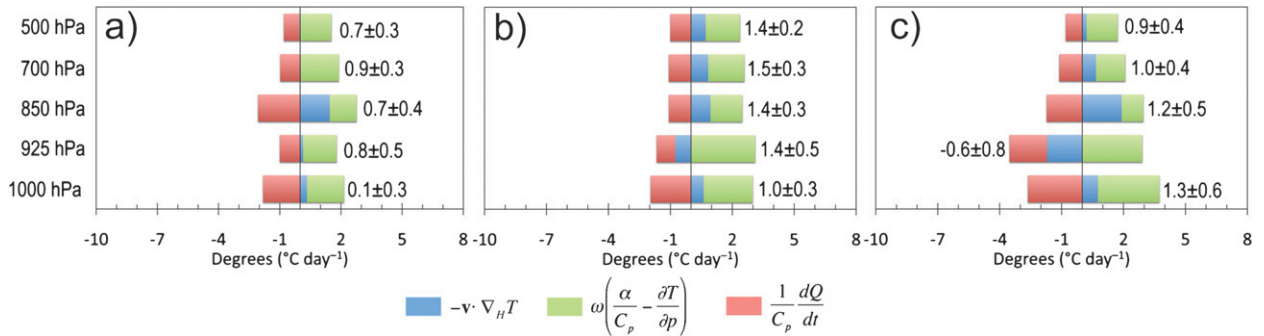 a) b) c)
500 hPa 0.7±0.3 1.4±0.2 0.9±0.4
700 hPa 0.9±0.3 1.5±0.3 1.0±0.4
850 hPa 0.7±0.4 1.4±0.3 1.2±0.5
925 hPa 0.8±0.5 1.4±0.5 -0.6±0.8
1000 hPa 0.1±0.3 1.0±0.3 1.3±0.6
-10 -7 -4 -1 2 5 8 -10 -7 -4 -1 2 5 8 -10 -7 -4 -1 2 5 8
Degrees (°C day⁻¹) Degrees (°C day⁻¹) Degrees (°C day⁻¹)
−v· ∇_H T ω(α/C_p − ∂T/∂p) 1/C_p dQ/dt